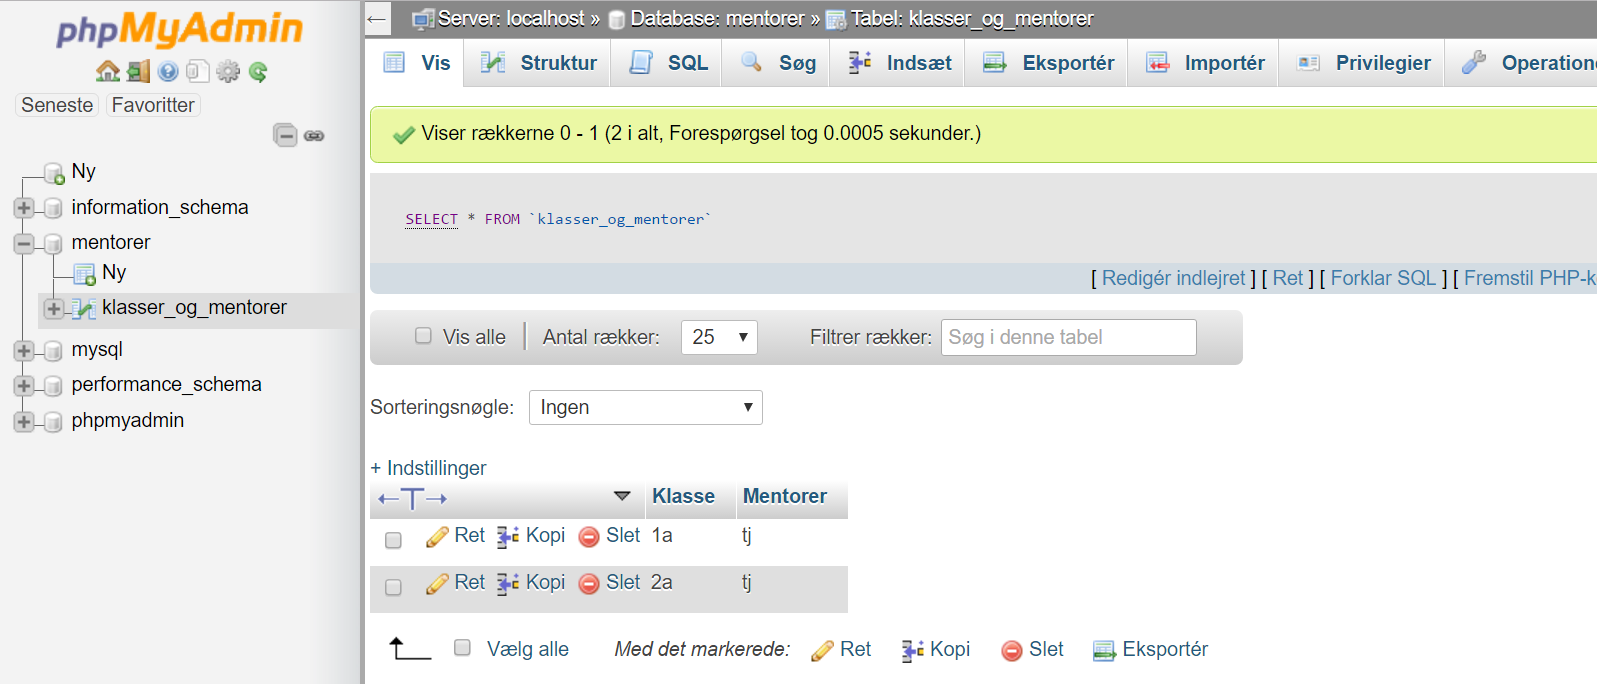 phpMyAdmin
Seneste Favoritter
Ny
information_schema
mentorer
Ny
klasser_og_mentorer
mysql
performance_schema
phpmyadmin
Server: localhost » Database: mentorer » Tabel: klasser_og_mentorer
Vis Struktur SQL Søg Indsæt Eksportér Importér Privilegier Operation
Viser rækkerne 0 - 1 (2 i alt, Forespørgsel tog 0.0005 sekunder.)
SELECT * FROM `klasser_og_mentorer`
[ Redigér indlejret ] [ Ret ] [ Forklar SQL ] [ Fremstil PHP-k
Vis alle Antal rækker: 25 Filtrer rækker: Søg i denne tabel
Sorteringsnøgle: Ingen
+ Indstillinger
←T→ Klasse Mentorer
Ret Kopi Slet 1a tj
Ret Kopi Slet 2a tj
Vælg alle Med det markerede: Ret Kopi Slet Eksportér